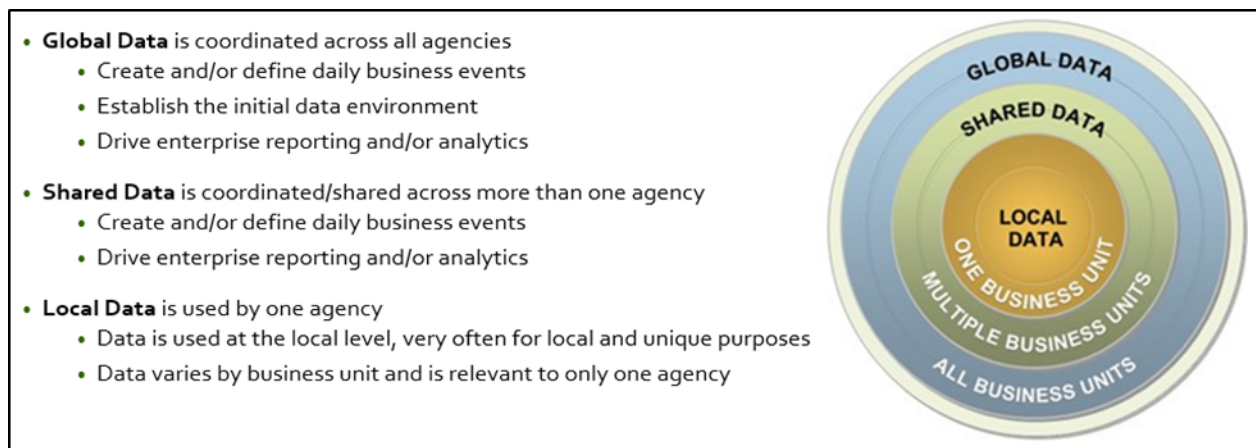 • Global Data is coordinated across all agencies
• Create and/or define daily business events
• Establish the initial data environment
• Drive enterprise reporting and/or analytics
• Shared Data is coordinated/shared across more than one agency
• Create and/or define daily business events
• Drive enterprise reporting and/or analytics
• Local Data is used by one agency
• Data is used at the local level, very often for local and unique purposes
• Data varies by business unit and is relevant to only one agency
GLOBAL DATA
SHARED DATA
LOCAL
DATA
ONE BUSINESS UNIT
MULTIPLE BUSINESS UNITS
ALL BUSINESS UNITS